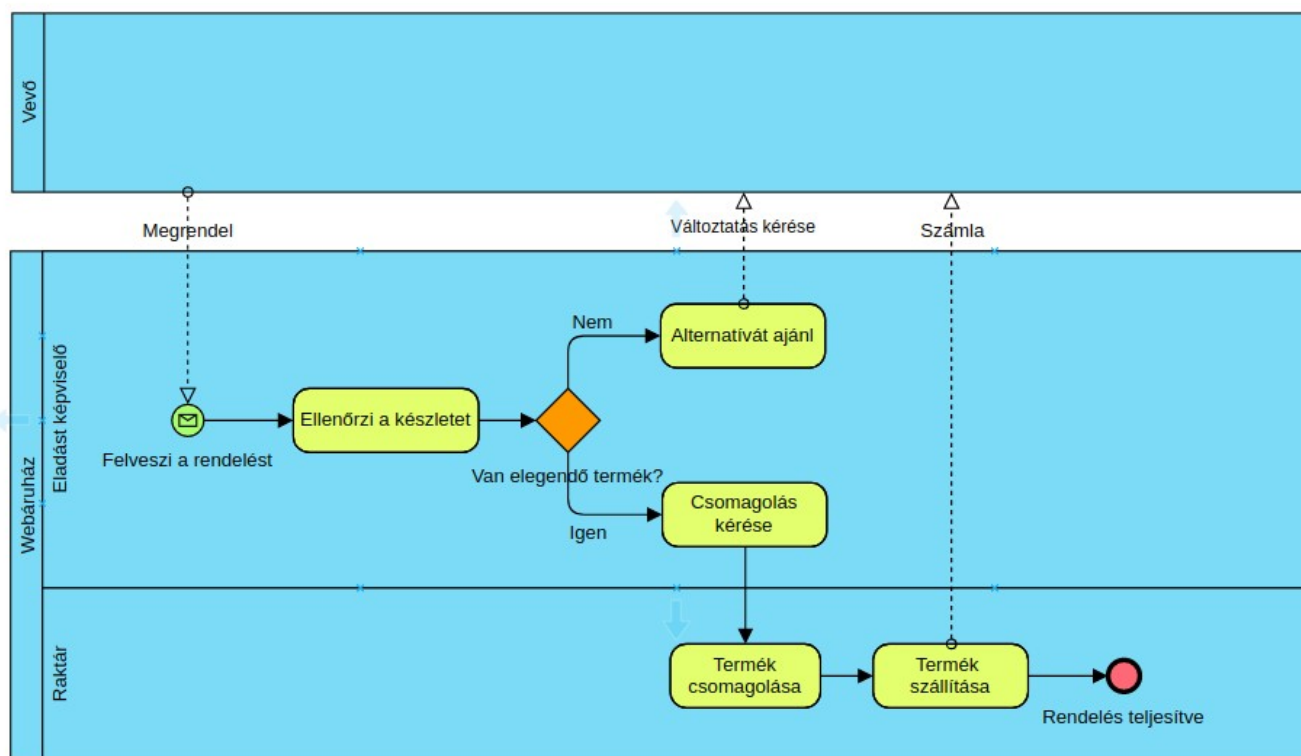 Vevő
Megrendel
Változtatás kérése
Számla
Webáruház
Eladást képviselő
Nem
Alternatívát ajánl
Ellenőrzi a készletet
Felveszi a rendelést
Van elegendő termék?
Igen
Csomagolás
kérése
Raktár
Termék
csomagolása
Termék
szállítása
Rendelés teljesítve